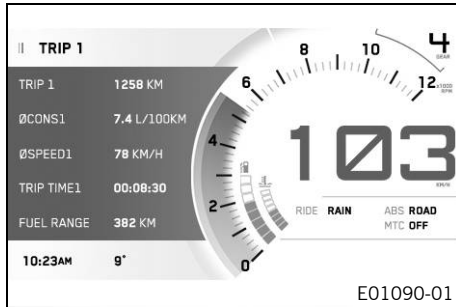 TRIP 1
TRIP 1 1258 KM
ØCONS1 7.4 L/100KM
ØSPEED1 78 KM/H
TRIP TIME1 00:08:30
FUEL RANGE 382 KM
10:23AM 9°
0
2
4
6
8
10
12 x1000 RPM
4
GEAR
103
KM/H
RIDE RAIN
ABS ROAD
MTC OFF
E01090-01